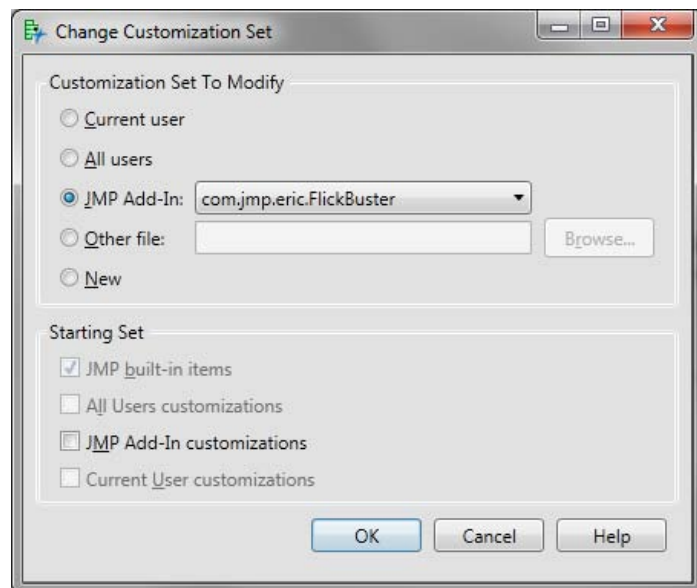 Change Customization Set
Customization Set To Modify
Current user
All users
JMP Add-In: com.jmp.eric.FlickBuster
Other file: Browse...
New
Starting Set
JMP built-in items
All Users customizations
JMP Add-In customizations
Current User customizations
OK Cancel Help